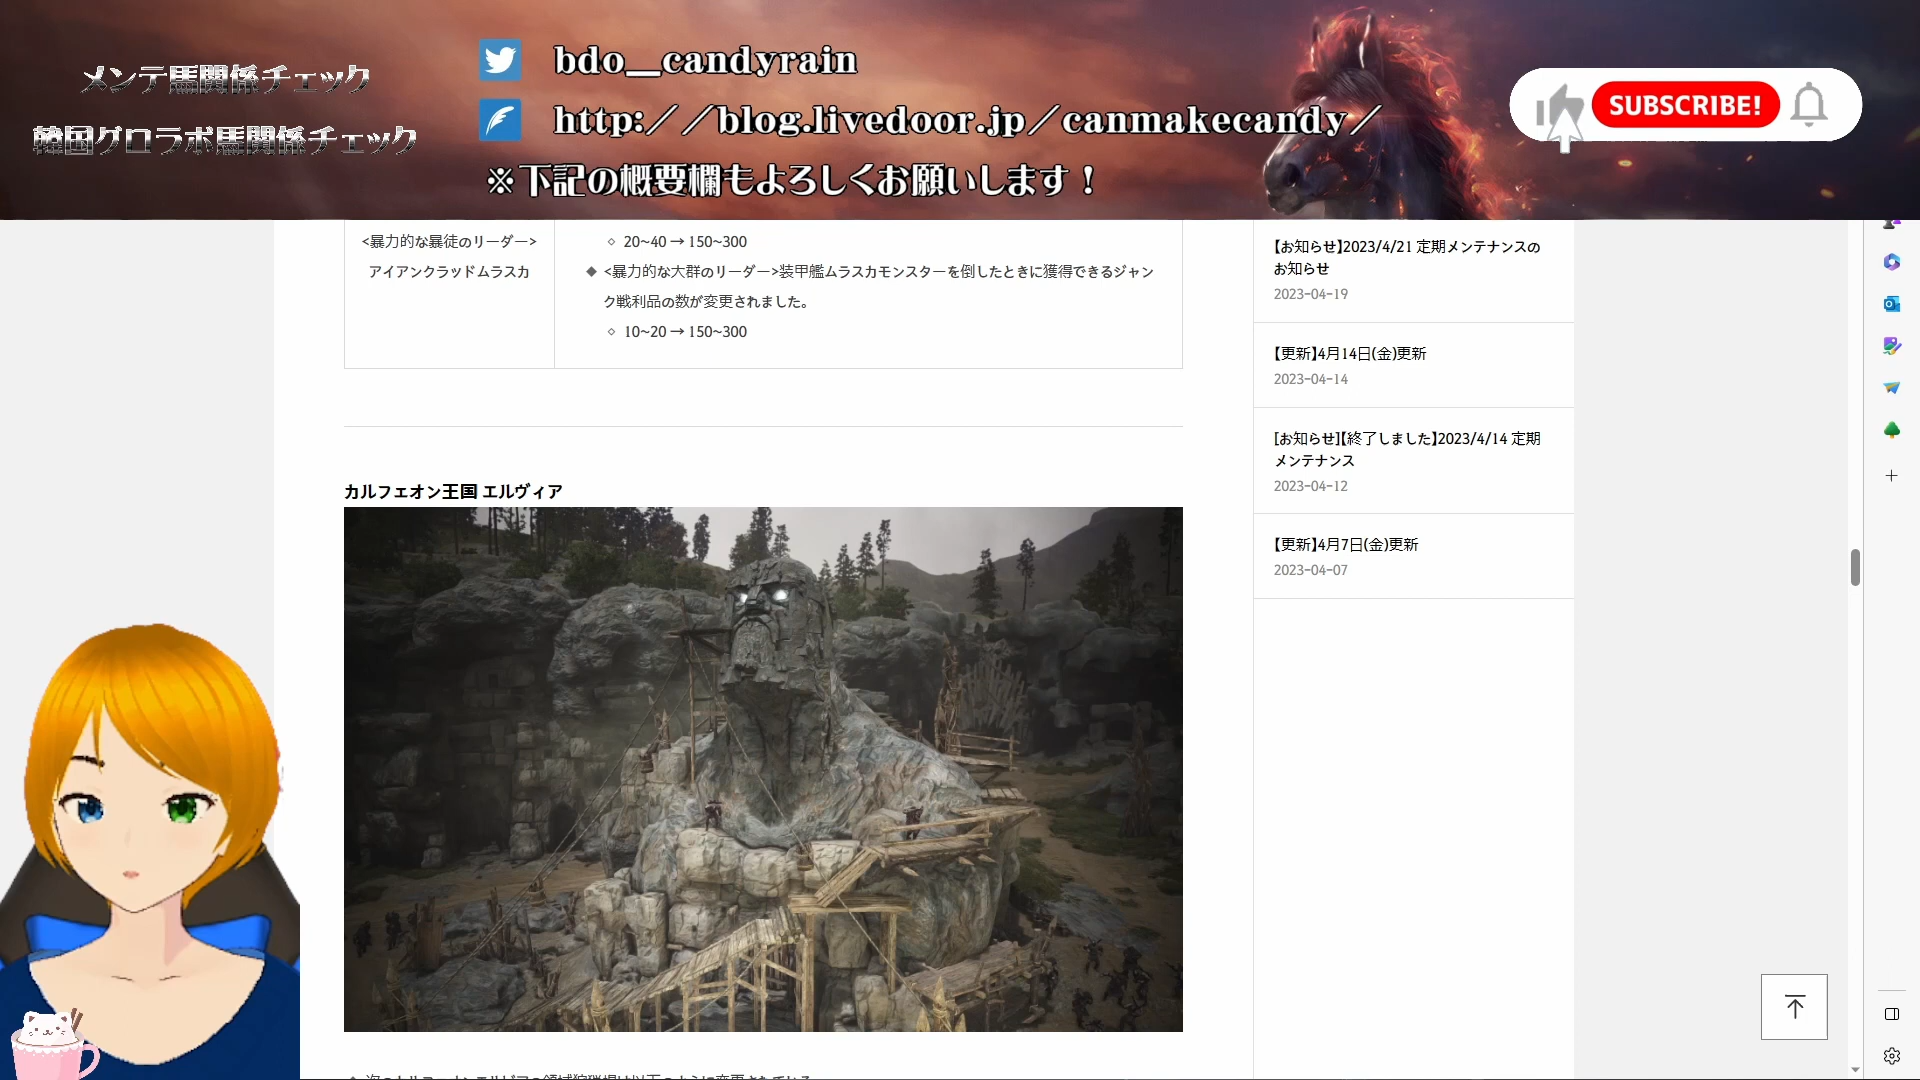 メンテ馬関係チェック
韓国グロラボ馬関係チェック
bdo__candyrain
http://blog.livedoor.jp/canmakecandy/
※下記の概要欄もよろしくお願いします！
SUBSCRIBE!
<暴力的な暴徒のリーダー>
アイアンクラッドムラスカ
20~40 → 150~300
<暴力的な大群のリーダー>装甲艦ムラスカモンスターを倒したときに獲得できるジャン
ク戦利品の数が変更されました。
10~20 → 150~300
カルフェオン王国 エルヴィア
【お知らせ】2023/4/21 定期メンテナンスの
お知らせ
2023-04-19
【更新】4月14日(金)更新
2023-04-14
[お知らせ]【終了しました】2023/4/14 定期
メンテナンス
2023-04-12
【更新】4月7日(金)更新
2023-04-07